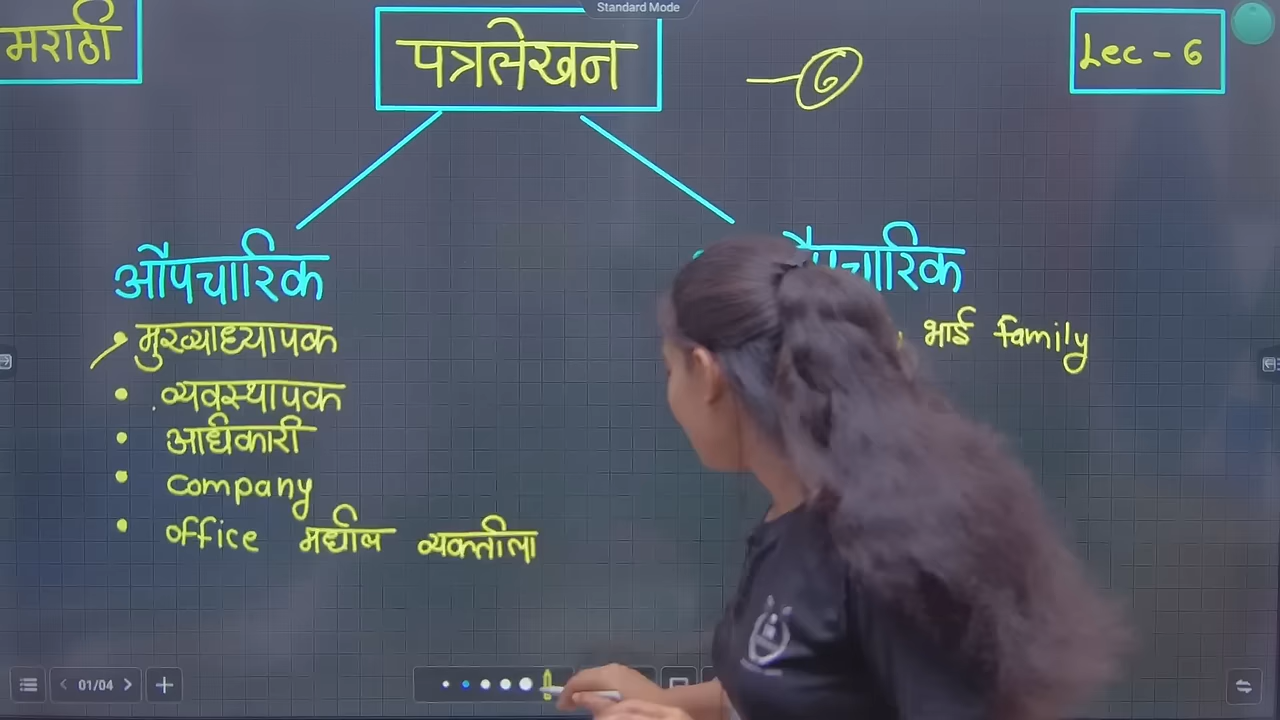 Standard Mode
मराठी
पत्रलेखन
6
Lec - 6
औपचारिक
मुख्याध्यापक
भाई family
व्यवस्थापक
अधिकारी
company
office मधील व्यक्तीला
01/04